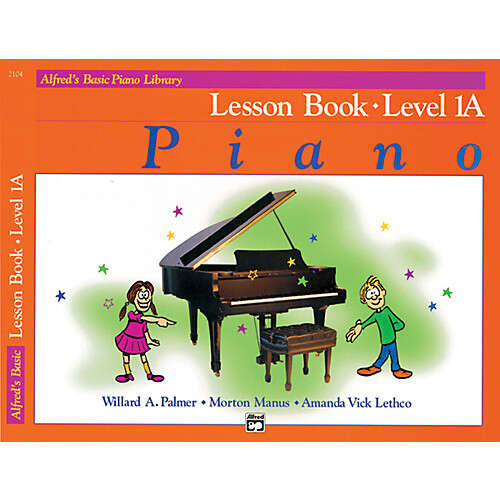 2104
Alfred's Basic Piano Library
Lesson Book • Level 1A
Piano
Alfred's Basic Lesson Book • Level 1A
Willard A. Palmer • Morton Manus • Amanda Vick Lethco
Alfred